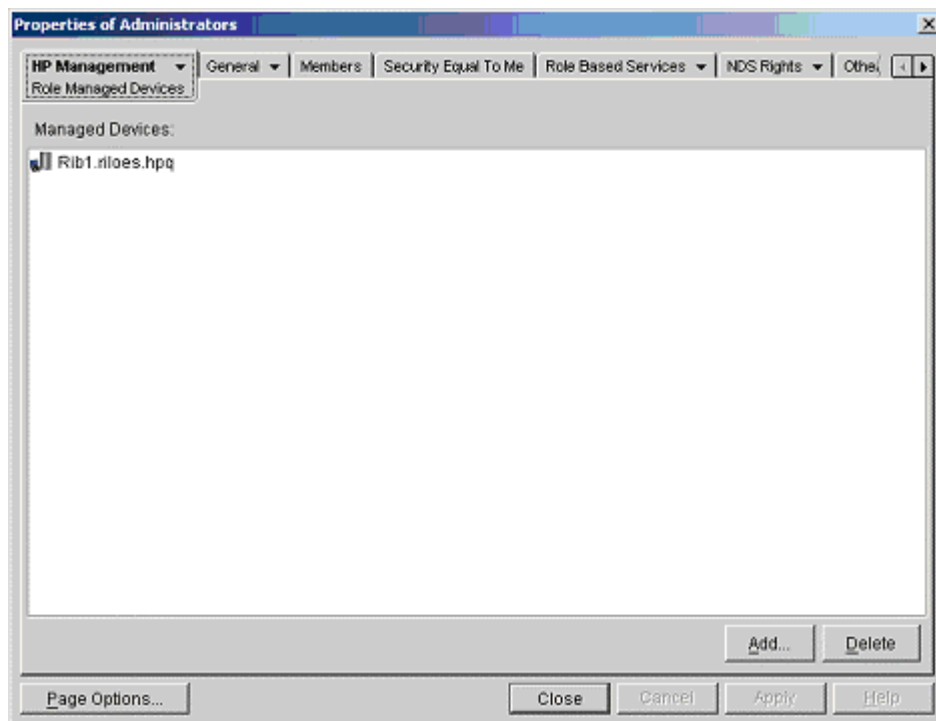 Properties of Administrators
HP Management General Members Security Equal To Me Role Based Services NDS Rights Othe
Role Managed Devices
Managed Devices:
Rib1.riloes.hpq
Add... Delete
Page Options... Close Cancel Apply Help